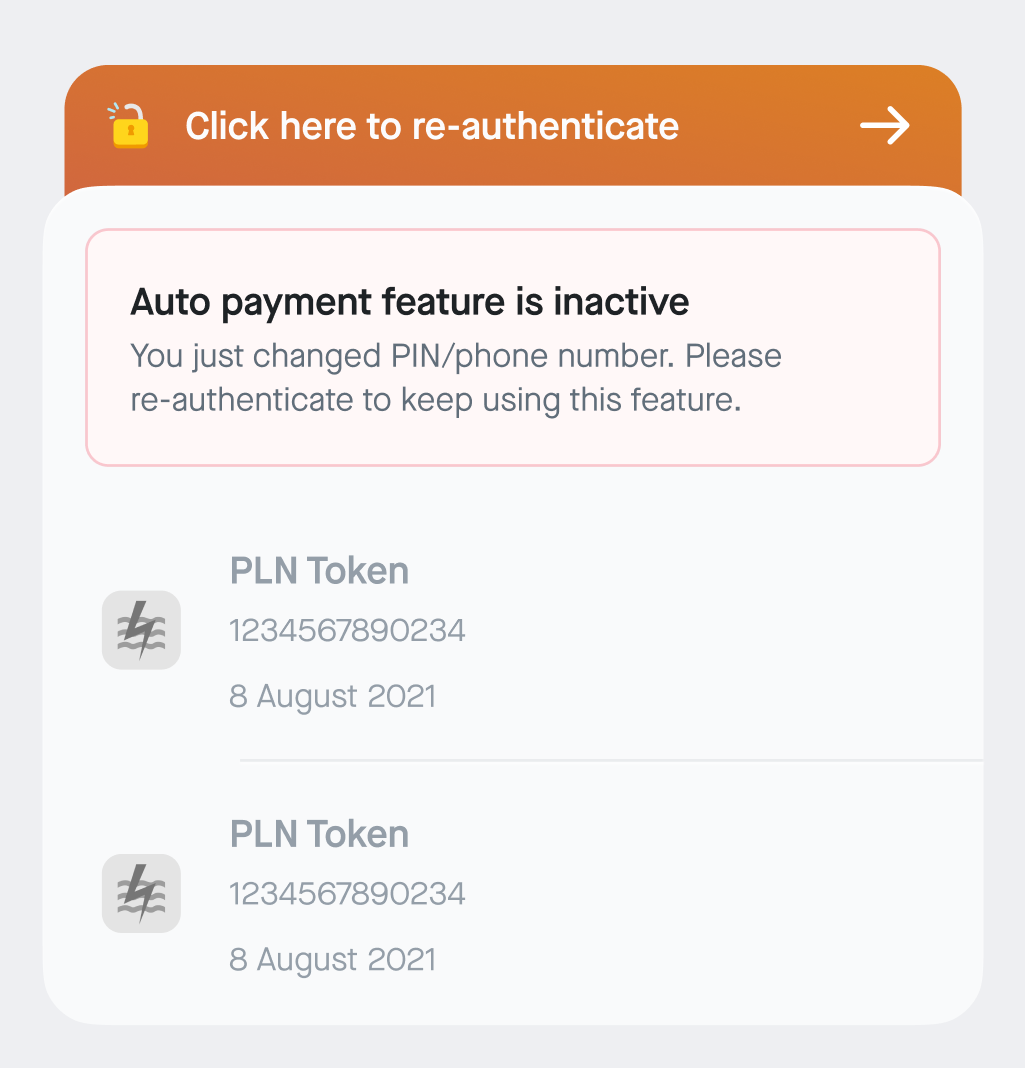 Click here to re-authenticate
Auto payment feature is inactive
You just changed PIN/phone number. Please
re-authenticate to keep using this feature.
PLN Token
1234567890234
8 August 2021
PLN Token
1234567890234
8 August 2021